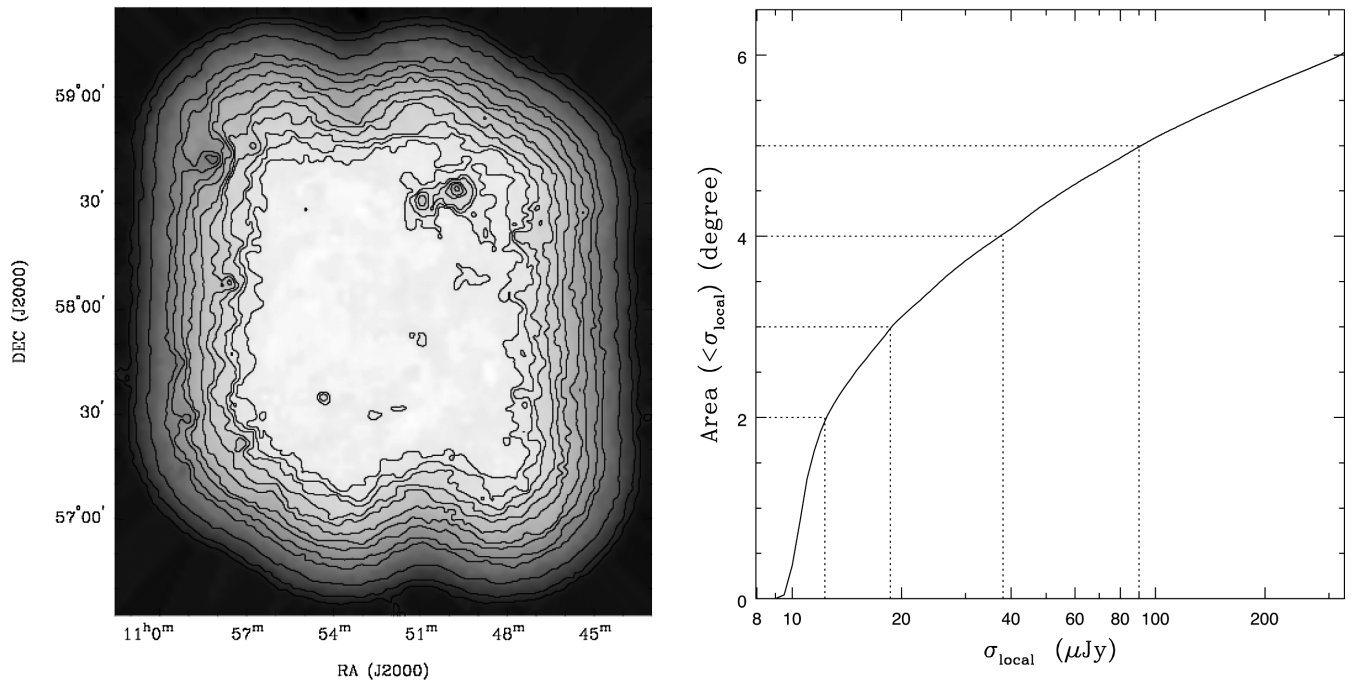 59°00′
30′
58°00′
30′
57°00′
DEC (J2000)
11ʰ0ᵐ 57ᵐ 54ᵐ 51ᵐ 48ᵐ 45ᵐ
RA (J2000)
6
4
2
0
Area (<σlocal) (degree)
8 10 20 40 60 80 100 200
σlocal (μJy)